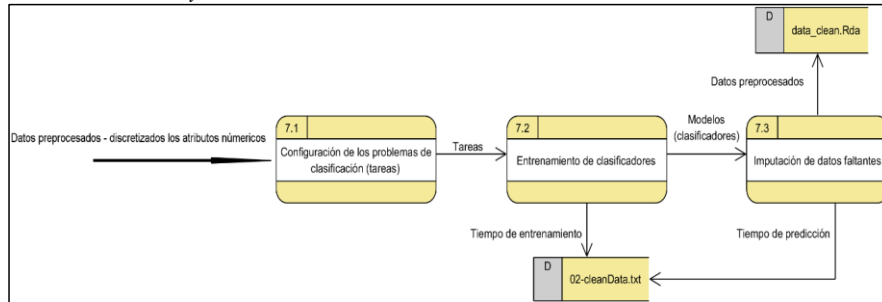 D
data_clean.Rda
Datos preprocesados
Datos preprocesados - discretizados los atributos númericos
7.1
Configuración de los problemas de
clasificación (tareas)
Tareas
7.2
Entrenamiento de clasificadores
Modelos
(clasificadores)
7.3
Imputación de datos faltantes
Tiempo de entrenamiento
Tiempo de predicción
D
02-cleanData.txt